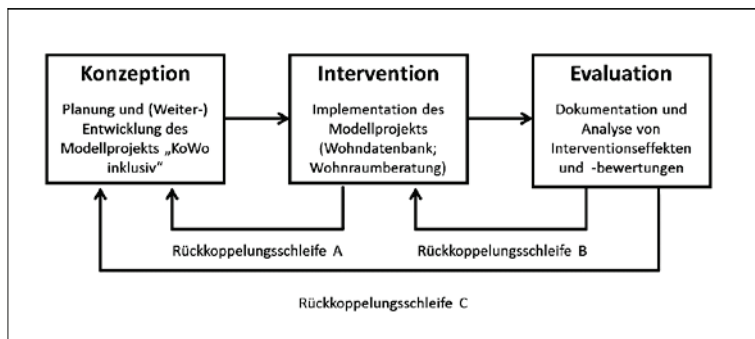 Konzeption
Planung und (Weiter-)
Entwicklung des
Modellprojekts „KoWo
inklusiv“
Intervention
Implementation des
Modellprojekts
(Wohndatenbank;
Wohnraumberatung)
Evaluation
Dokumentation und
Analyse von
Interventionseffekten
und -bewertungen
Rückkoppelungsschleife A
Rückkoppelungsschleife B
Rückkoppelungsschleife C